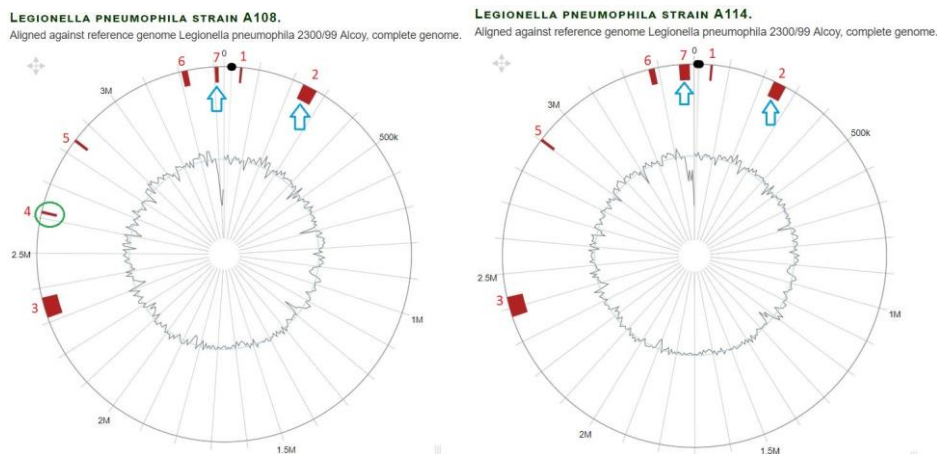 LEGIONELLA PNEUMOPHILA STRAIN A108.
Aligned against reference genome Legionella pneumophila 2300/99 Alcoy, complete genome.
0
7
1
6
2
3M
500k
5
4
2.5M
3
1M
2M
1.5M
LEGIONELLA PNEUMOPHILA STRAIN A114.
Aligned against reference genome Legionella pneumophila 2300/99 Alcoy, complete genome.
0
7
1
6
2
3M
500k
5
2.5M
3
1M
2M
1.5M